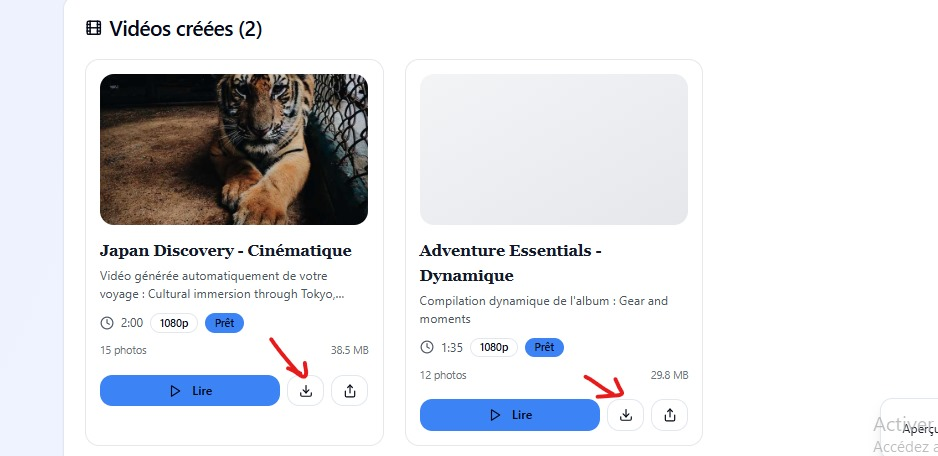 Vidéos créées (2)
Japan Discovery - Cinématique
Vidéo générée automatiquement de votre
voyage : Cultural immersion through Tokyo,...
2:00 1080p Prêt
15 photos 38.5 MB
Lire
Adventure Essentials -
Dynamique
Compilation dynamique de l'album : Gear and
moments
1:35 1080p Prêt
12 photos 29.8 MB
Lire
Activer
Aperçu
Accédez a